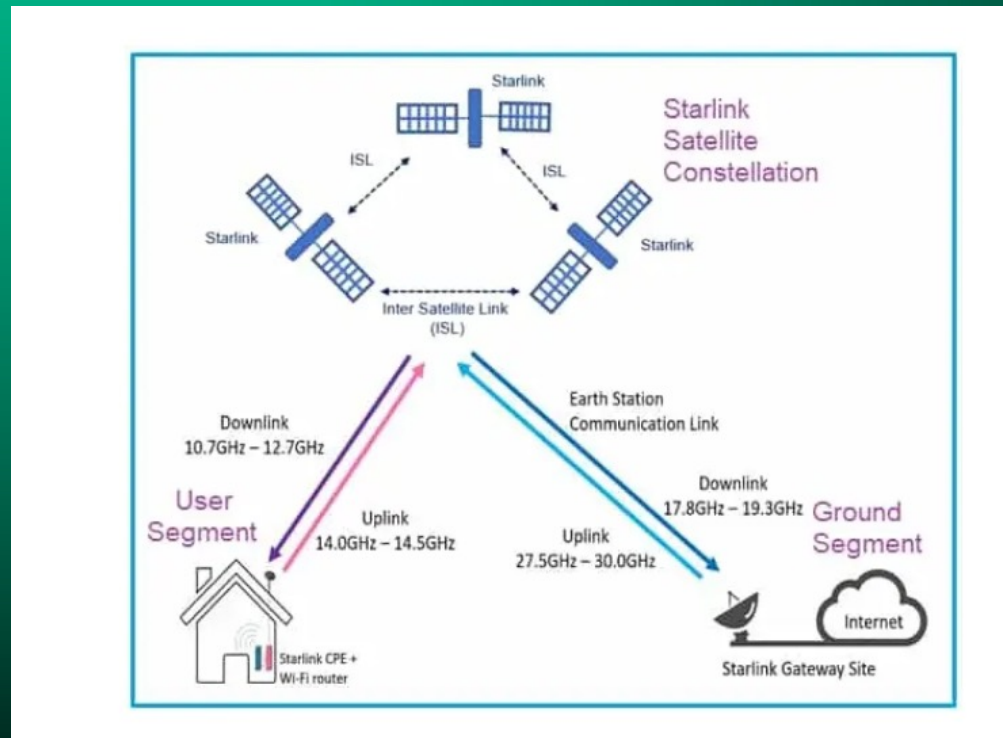 Starlink
Starlink
Satellite
Constellation
ISL
ISL
Starlink
Starlink
Inter Satellite Link
(ISL)
Earth Station
Communication Link
Downlink
10.7GHz – 12.7GHz
Downlink
17.8GHz – 19.3GHz
User
Segment
Uplink
14.0GHz – 14.5GHz
Uplink
27.5GHz – 30.0GHz
Ground
Segment
Internet
Starlink CPE +
Wi-Fi router
Starlink Gateway Site